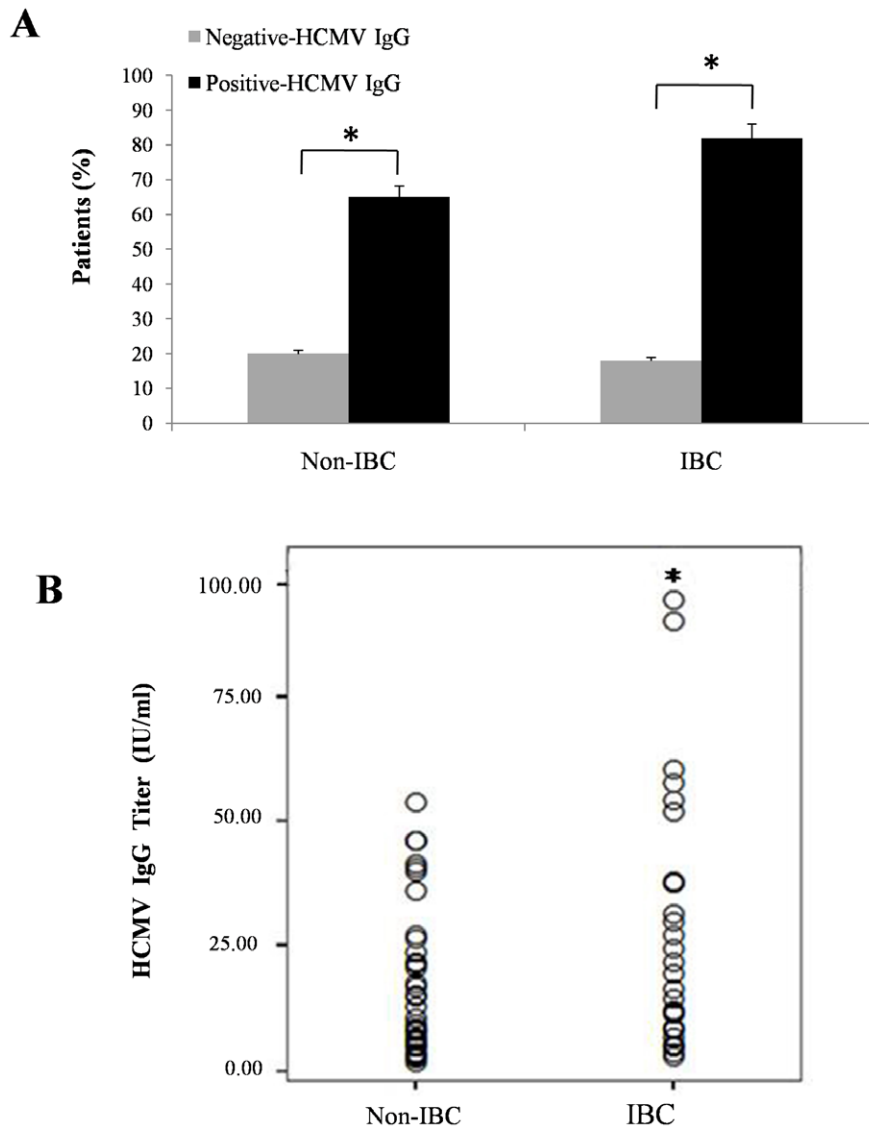 A
Negative-HCMV IgG
Positive-HCMV IgG
*
*
Patients (%)
100
90
80
70
60
50
40
30
20
10
0
Non-IBC
IBC
B
*
HCMV IgG Titer (IU/ml)
100.00
75.00
50.00
25.00
0.00
Non-IBC
IBC